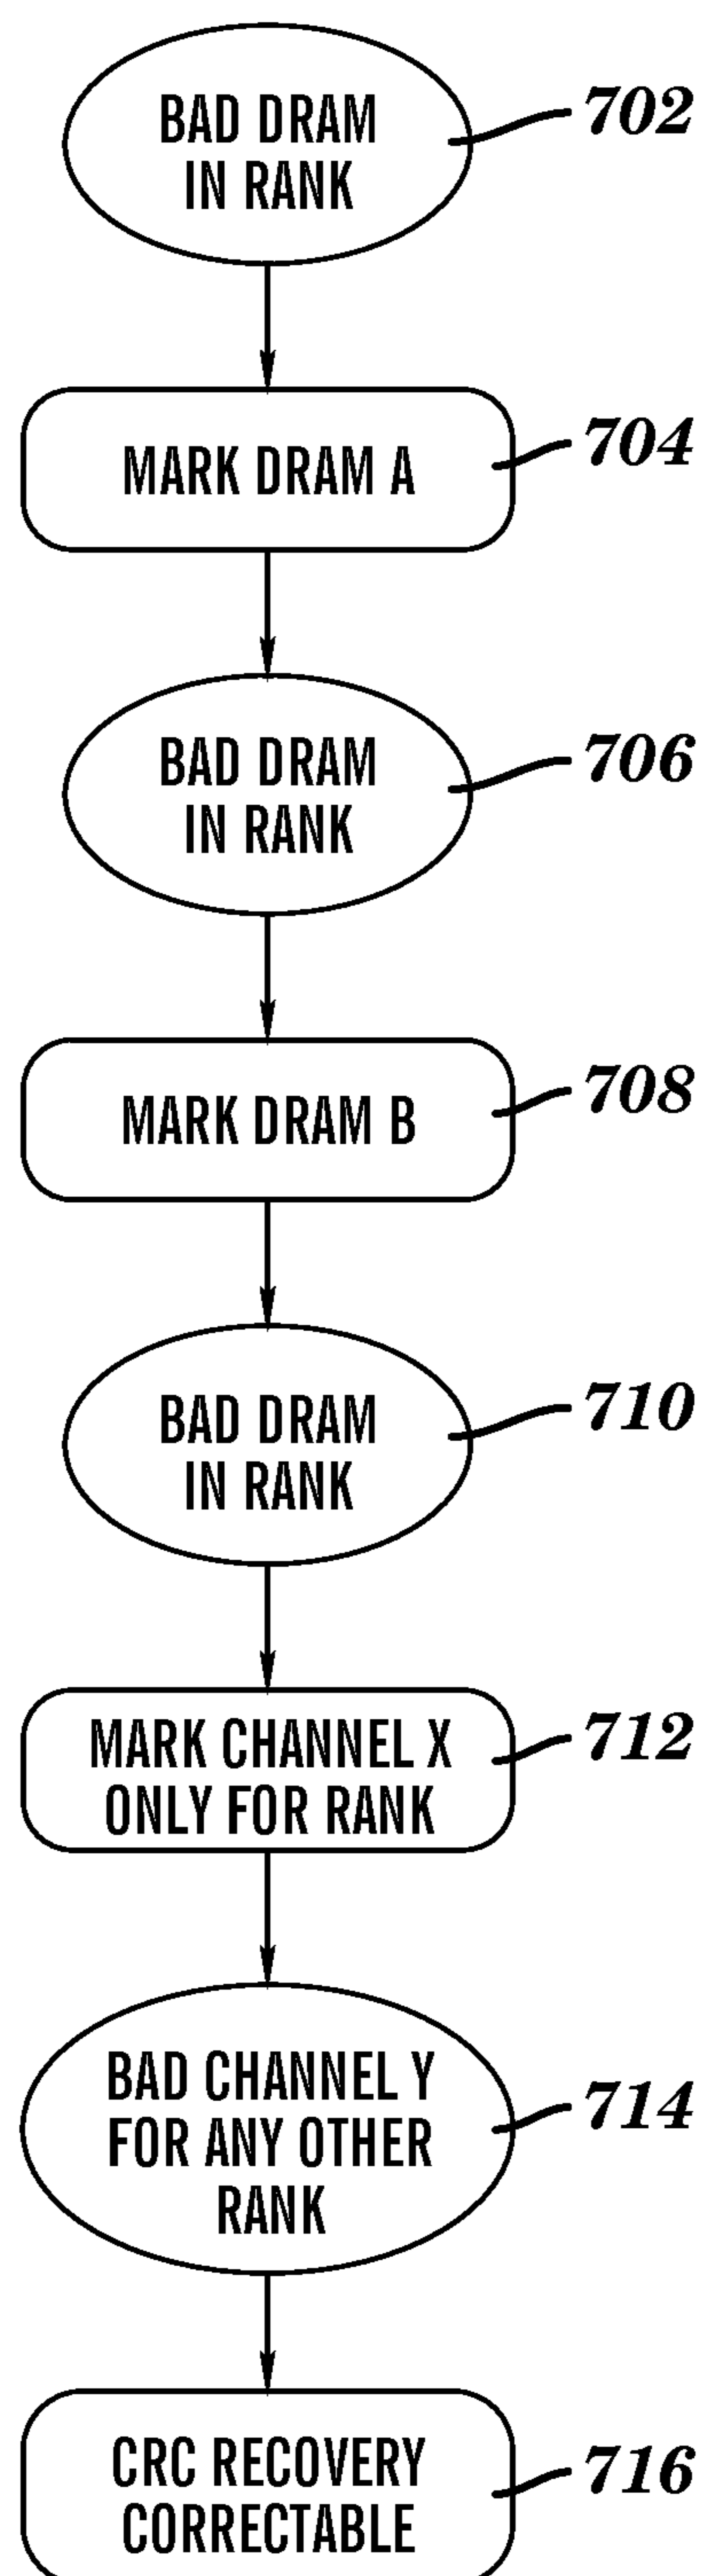 BAD DRAM
IN RANK
702
MARK DRAM A
704
BAD DRAM
IN RANK
706
MARK DRAM B
708
BAD DRAM
IN RANK
710
MARK CHANNEL X
ONLY FOR RANK
712
BAD CHANNEL Y
FOR ANY OTHER
RANK
714
CRC RECOVERY
CORRECTABLE
716